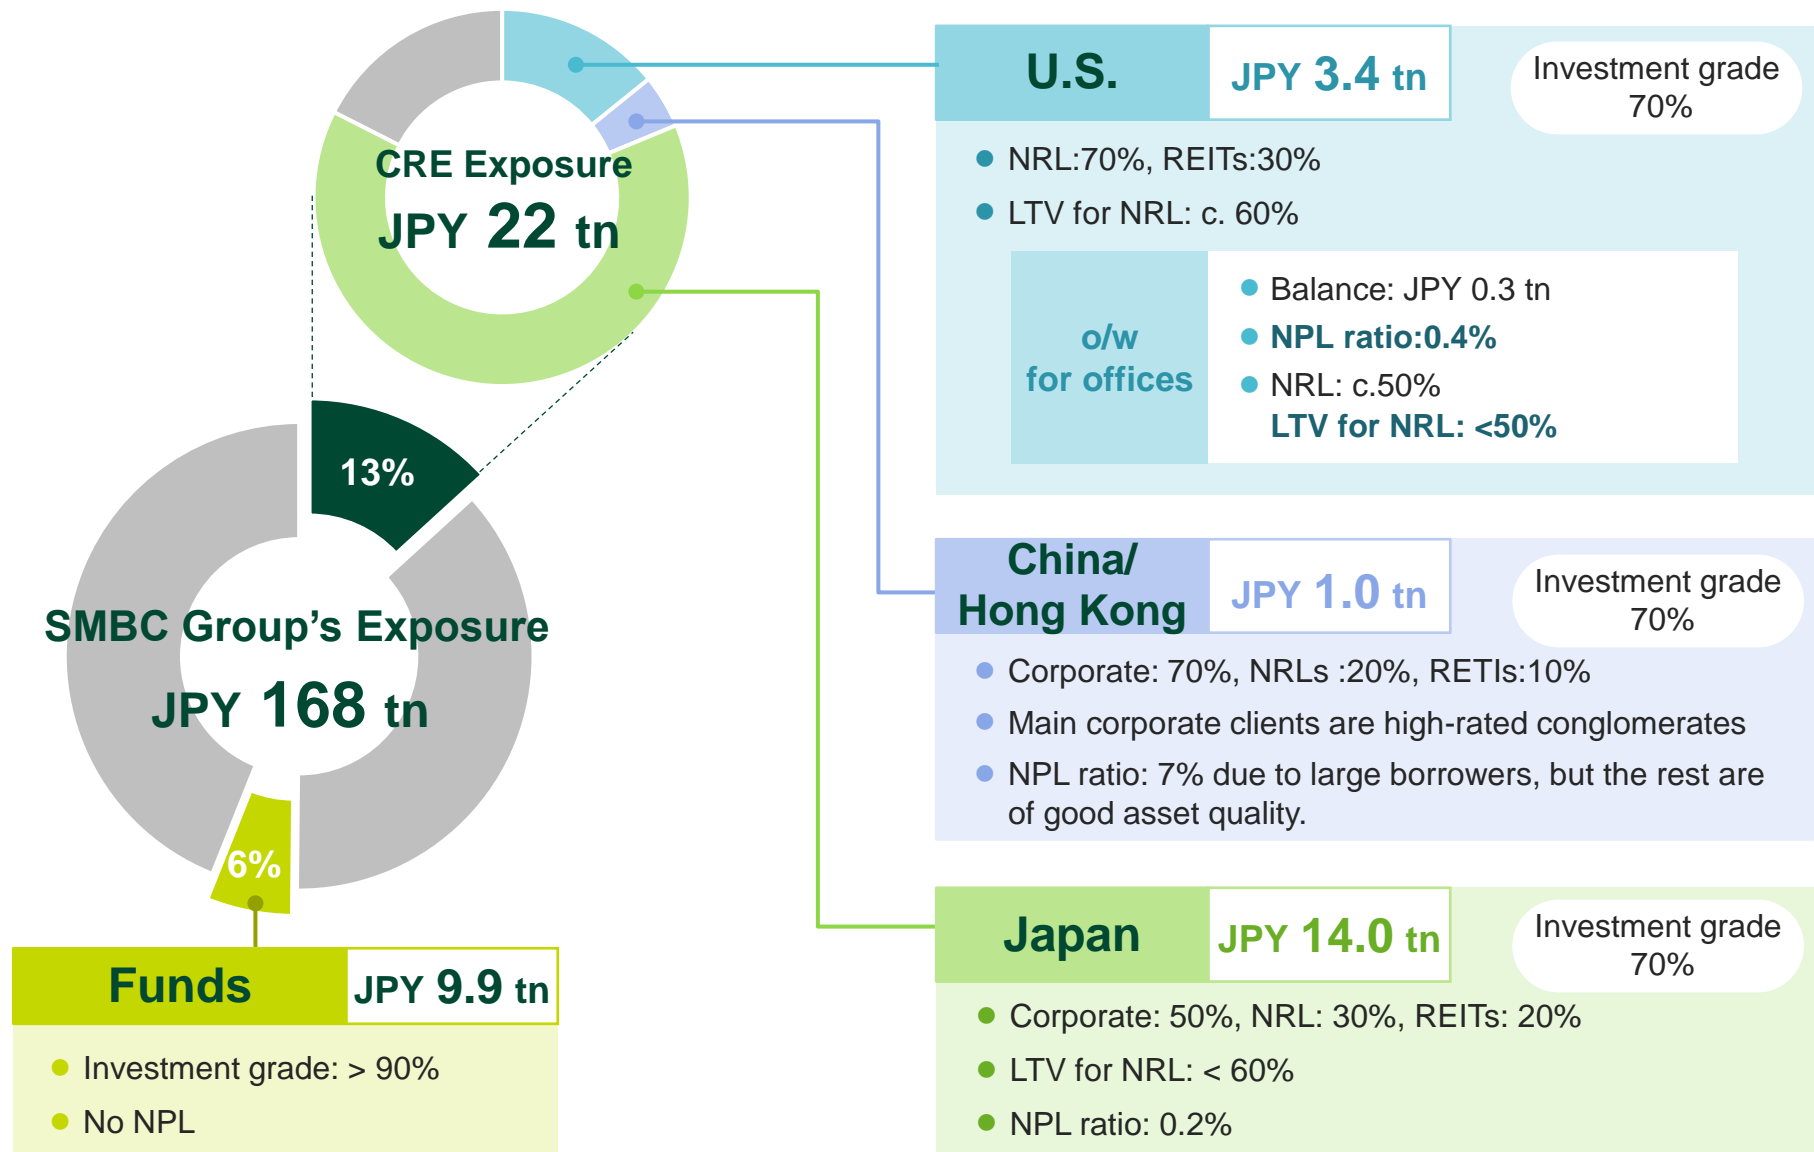 CRE Exposure
JPY 22 tn
13%
SMBC Group's Exposure
JPY 168 tn
6%
Funds
JPY 9.9 tn
Investment grade: > 90%
No NPL
U.S.
JPY 3.4 tn
Investment grade
70%
NRL:70%, REITs:30%
LTV for NRL: c. 60%
o/w
for offices
Balance: JPY 0.3 tn
NPL ratio:0.4%
NRL: c.50%
LTV for NRL: <50%
China/
Hong Kong
JPY 1.0 tn
Investment grade
70%
Corporate: 70%, NRLs :20%, RETIs:10%
Main corporate clients are high-rated conglomerates
NPL ratio: 7% due to large borrowers, but the rest are
of good asset quality.
Japan
JPY 14.0 tn
Investment grade
70%
Corporate: 50%, NRL: 30%, REITs: 20%
LTV for NRL: < 60%
NPL ratio: 0.2%